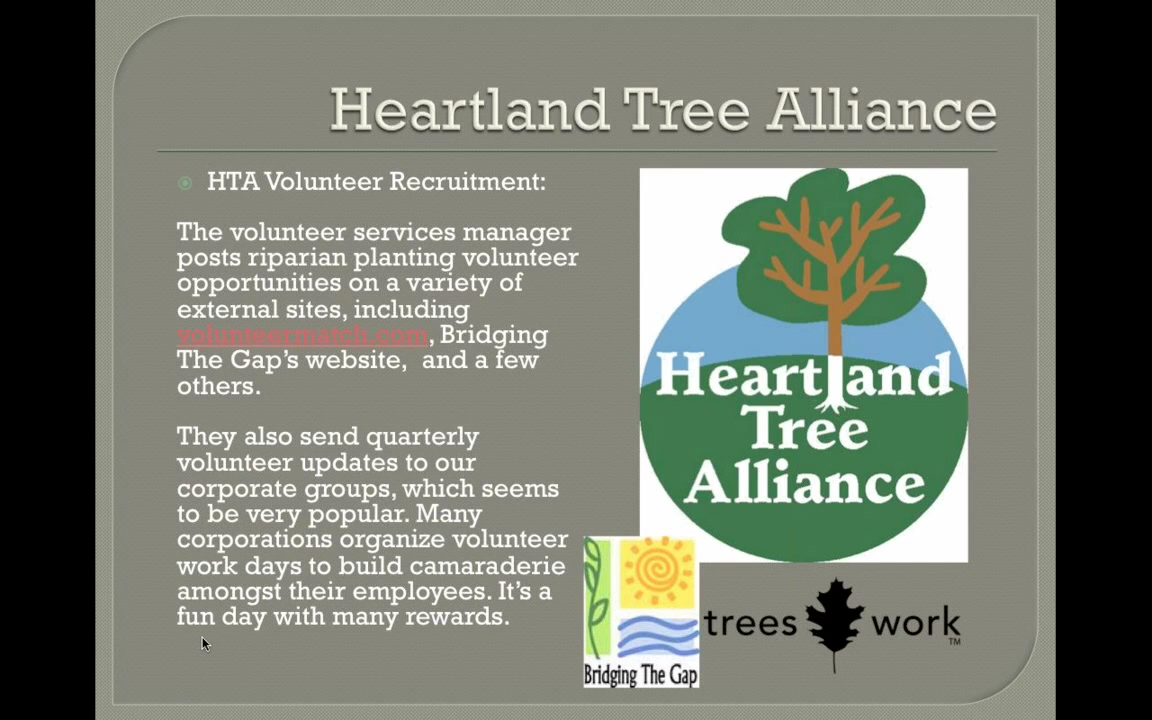 Heartland Tree Alliance
HTA Volunteer Recruitment:
The volunteer services manager
posts riparian planting volunteer
opportunities on a variety of
external sites, including
volunteermatch.com, Bridging
The Gap’s website,  and a few
others.
They also send quarterly
volunteer updates to our
corporate groups, which seems
to be very popular. Many
corporations organize volunteer
work days to build camaraderie
amongst their employees. It’s a
fun day with many rewards.
Heartland
Tree
Alliance
Bridging The Gap
trees work TM